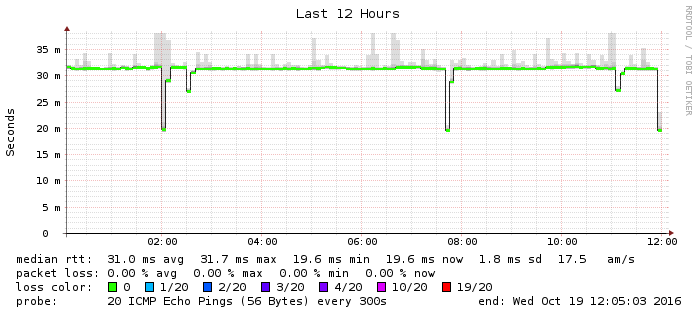 Last 12 Hours
RRDTOOL / TOBI OETIKER
Seconds
35 m
30 m
25 m
20 m
15 m
10 m
5 m
0
02:00 04:00 06:00 08:00 10:00 12:00
median rtt: 31.0 ms avg 31.7 ms max 19.6 ms min 19.6 ms now 1.8 ms sd 17.5 am/s
packet loss: 0.00 % avg 0.00 % max 0.00 % min 0.00 % now
loss color: 0 1/20 2/20 3/20 4/20 10/20 19/20
probe: 20 ICMP Echo Pings (56 Bytes) every 300s end: Wed Oct 19 12:05:03 2016